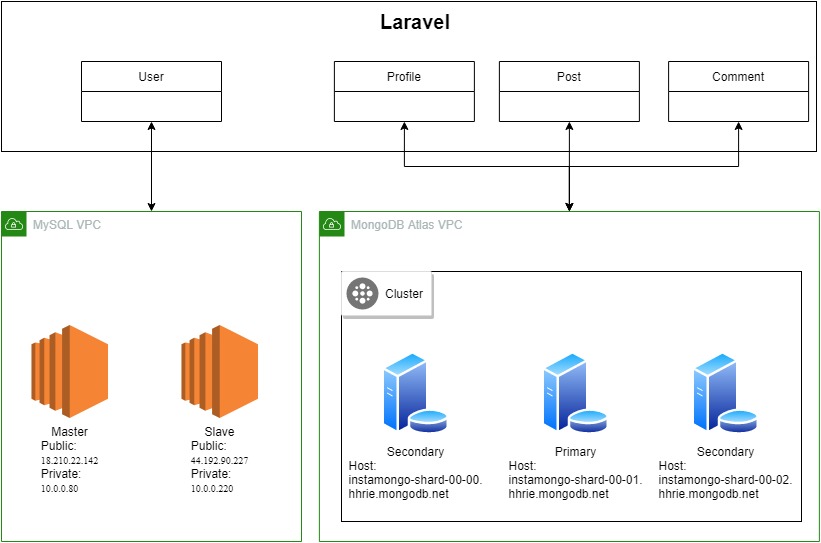 Laravel
User
Profile
Post
Comment
MySQL VPC
MongoDB Atlas VPC
Cluster
Master
Public:
18.210.22.142
Private:
10.0.0.80
Slave
Public:
44.192.90.227
Private:
10.0.0.220
Secondary
Host:
instamongo-shard-00-00.
hhrie.mongodb.net
Primary
Host:
instamongo-shard-00-01.
hhrie.mongodb.net
Secondary
Host:
instamongo-shard-00-02.
hhrie.mongodb.net